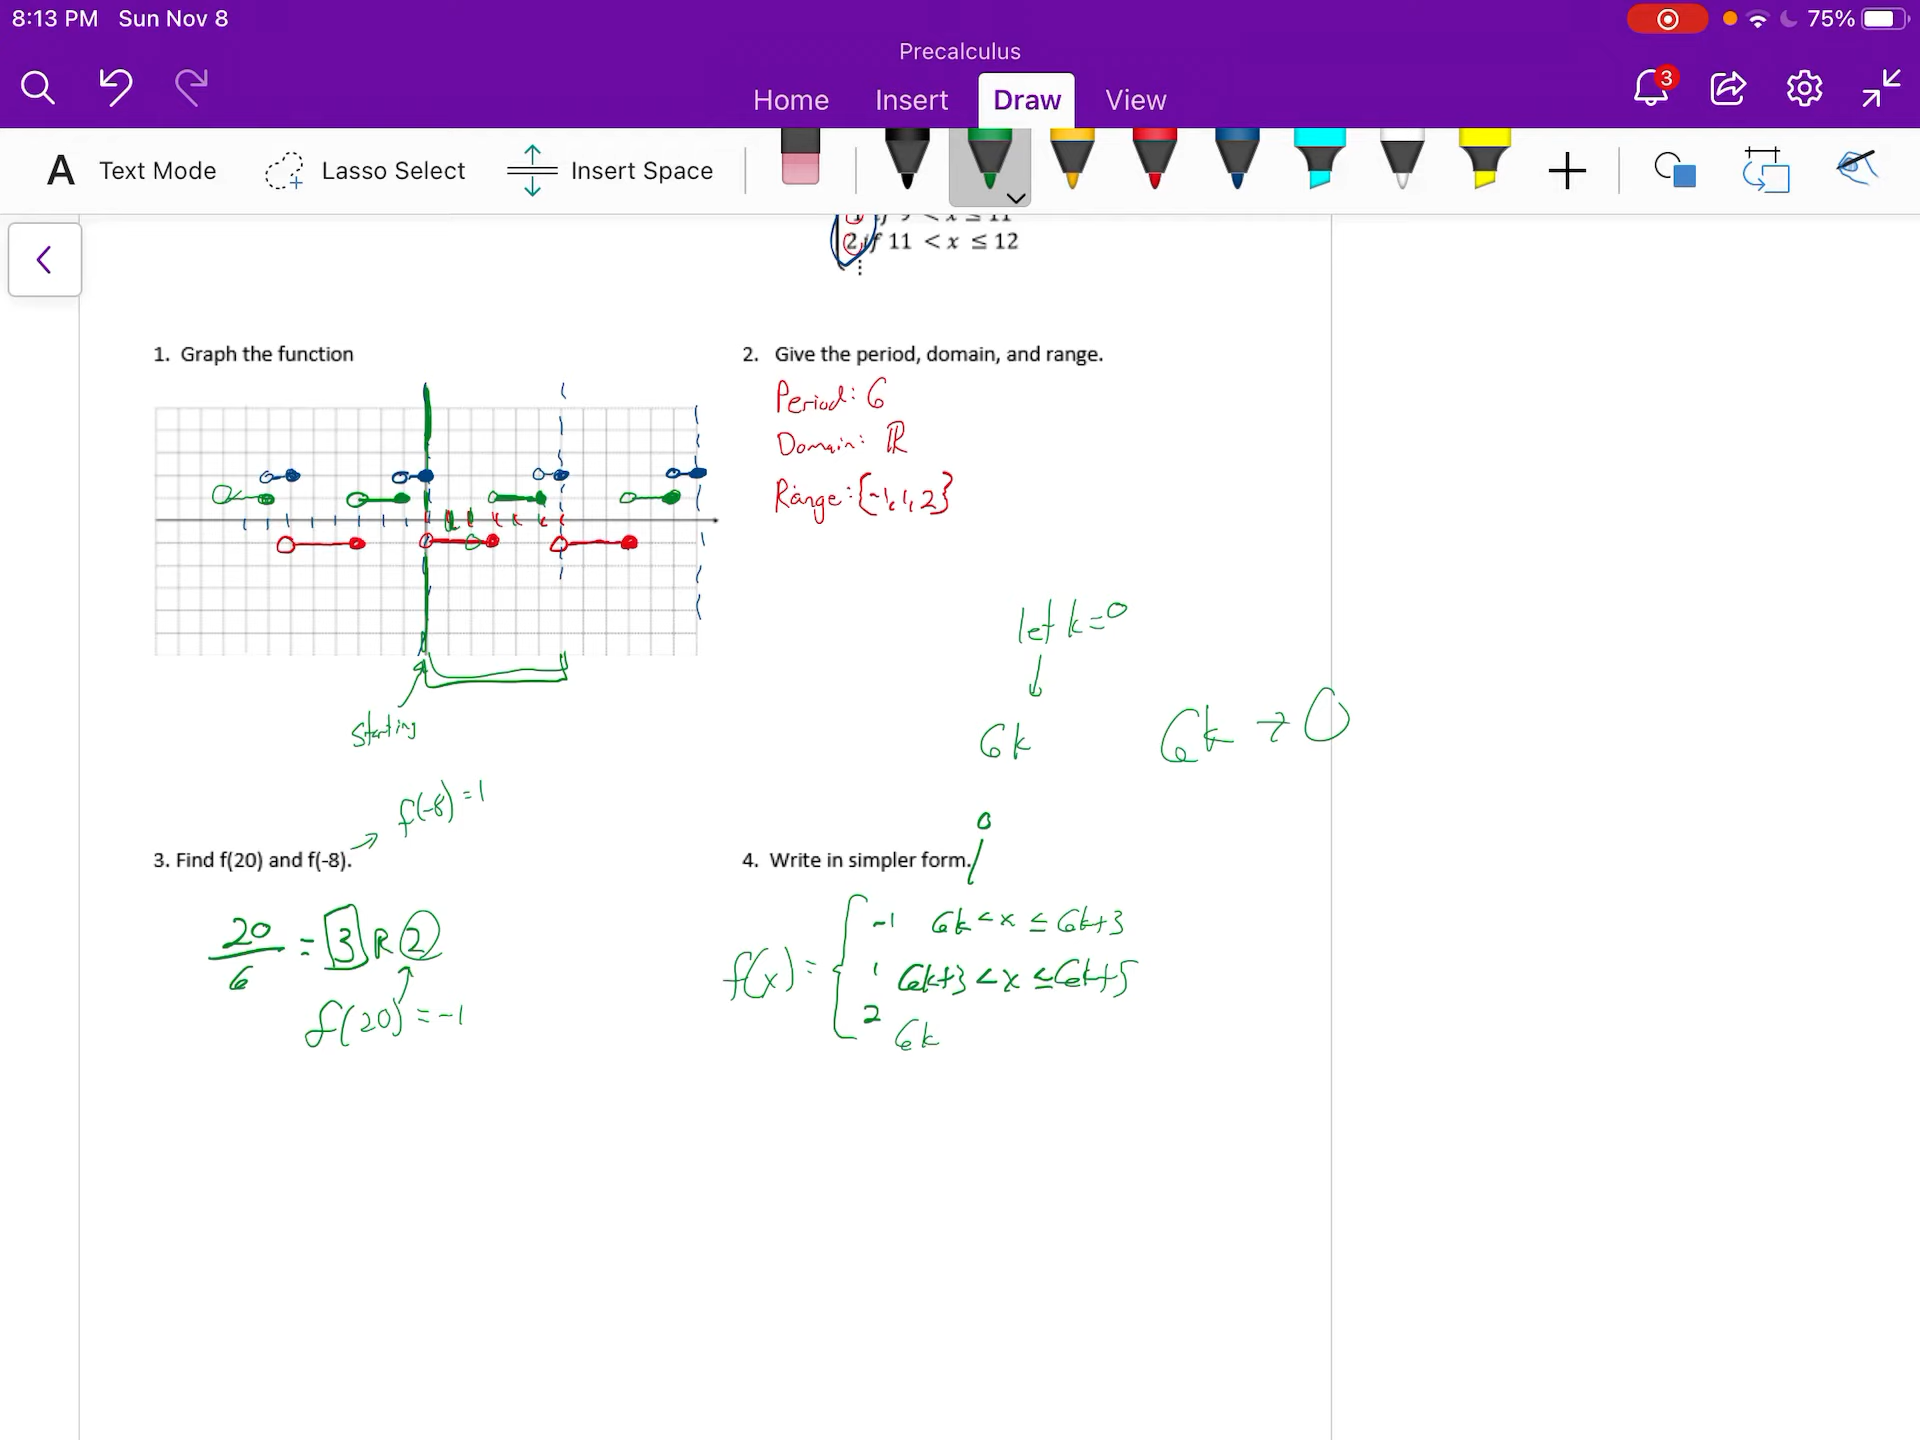 8:13 PM Sun Nov 8
75%
Precalculus
3
Home Insert Draw View
A Text Mode Lasso Select Insert Space
2 if 11 < x ≤ 12
1. Graph the function
2. Give the period, domain, and range.
Period: 6
Domain: ℝ
Range: {-1, 1, 2}
Starting
let k=0
6k
6k → 0
f(-8) = 1
3. Find f(20) and f(-8).
20/6 = 3 R 2
f(20) = -1
0
4. Write in simpler form.
f(x) = {
-1 6k < x ≤ 6k+3
1 6k+3 < x ≤ 6k+5
2 6k